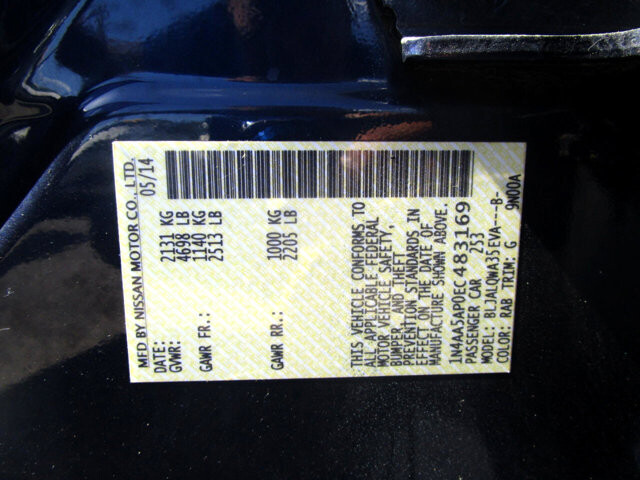 MFD BY NISSAN MOTOR CO., LTD.
DATE: 05/14
GVWR: 2131 KG
4698 LB
GAWR FR.: 1140 KG
2513 LB
GAWR RR.: 1000 KG
2205 LB
THIS VEHICLE CONFORMS TO
ALL APPLICABLE FEDERAL
MOTOR VEHICLE SAFETY,
BUMPER, AND THEFT
PREVENTION STANDARDS IN
EFFECT ON THE DATE OF
MANUFACTURE SHOWN ABOVE.
1N4AA5AP0EC483169
PASSENGER CAR 253
MODEL: BLJALQWA35EVA---B-
COLOR: RAB TRIM: G 9N00A